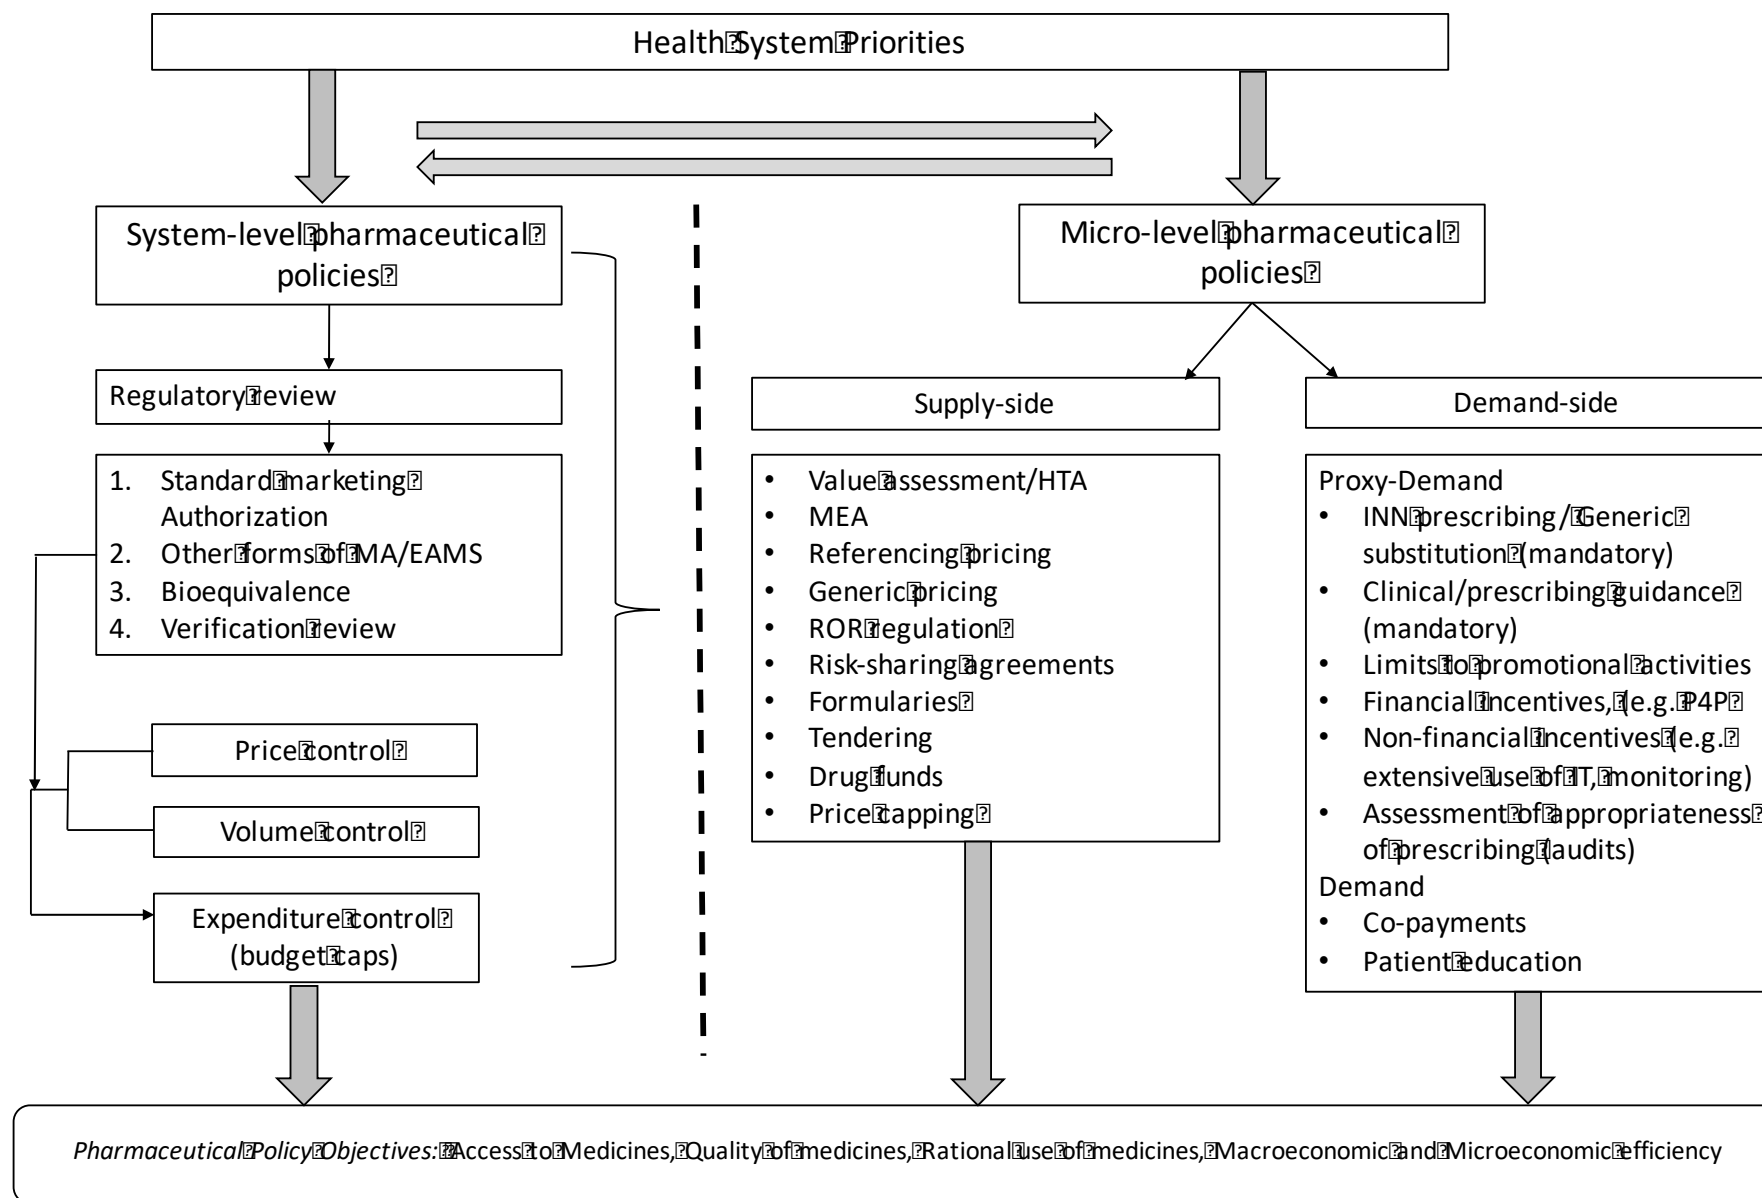 Health System Priorities
System-level pharmaceutical
policies
Micro-level pharmaceutical
policies
Regulatory review
1. Standard marketing
Authorization
2. Other forms of MA/EAMS
3. Bioequivalence
4. Verification review
Price control
Volume control
Expenditure control
(budget caps)
Supply-side
• Value assessment/HTA
• MEA
• Referencing pricing
• Generic pricing
• ROR regulation
• Risk-sharing agreements
• Formularies
• Tendering
• Drug funds
• Price capping
Demand-side
Proxy-Demand
• INN prescribing/ Generic
substitution (mandatory)
• Clinical/prescribing guidance
(mandatory)
• Limits to promotional activities
• Financial incentives, (e.g. P4P
• Non-financial incentives (e.g.
extensive use of IT, monitoring)
• Assessment of appropriateness
of prescribing (audits)
Demand
• Co-payments
• Patient education
Pharmaceutical Policy Objectives: Access to Medicines, Quality of medicines, Rational use of medicines, Macroeconomic and Microeconomic efficiency